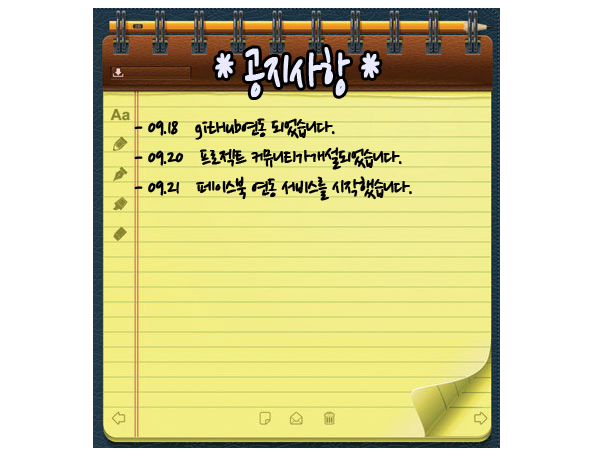 * 공지사항 *
Aa
- 09.18 gitHub연동 되었습니다.
- 09.20 프로젝트 커뮤니티가개설되었습니다.
- 09.21 페이스북 연동 서비스를 시작했습니다.